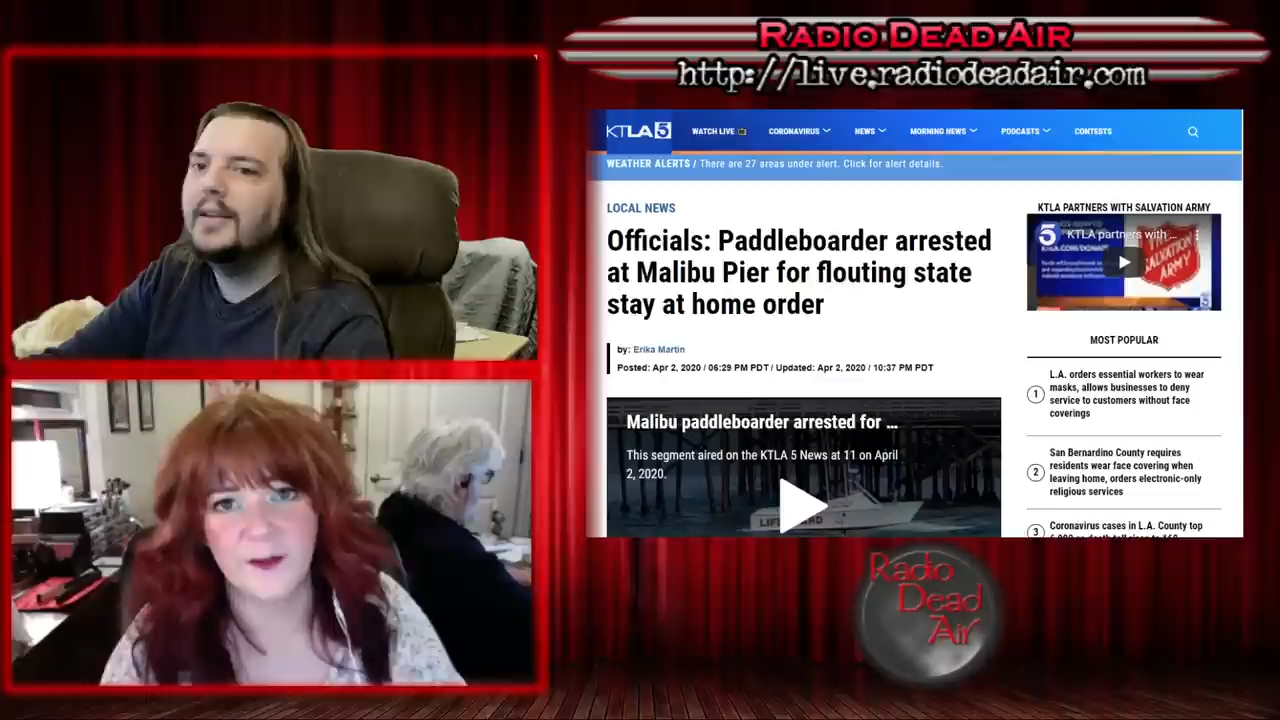 RADIO DEAD AIR
http://live.radiodeadair.com
KTLA 5
WATCH LIVE
CORONAVIRUS
NEWS
MORNING NEWS
PODCASTS
CONTESTS
WEATHER ALERTS / There are 27 areas under alert. Click for alert details.
LOCAL NEWS
Officials: Paddleboarder arrested
at Malibu Pier for flouting state
stay at home order
by: Erika Martin
Posted: Apr 2, 2020 / 06:29 PM PDT / Updated: Apr 2, 2020 / 10:37 PM PDT
Malibu paddleboarder arrested for ...
This segment aired on the KTLA 5 News at 11 on April
2, 2020.
KTLA PARTNERS WITH SALVATION ARMY
5
KTLA partners with ...
THE
SALVATION
ARMY
MOST POPULAR
1
L.A. orders essential workers to wear
masks, allows businesses to deny
service to customers without face
coverings
2
San Bernardino County requires
residents wear face covering when
leaving home, orders electronic-only
religious services
3
Coronavirus cases in L.A. County top
Radio
Dead
Air